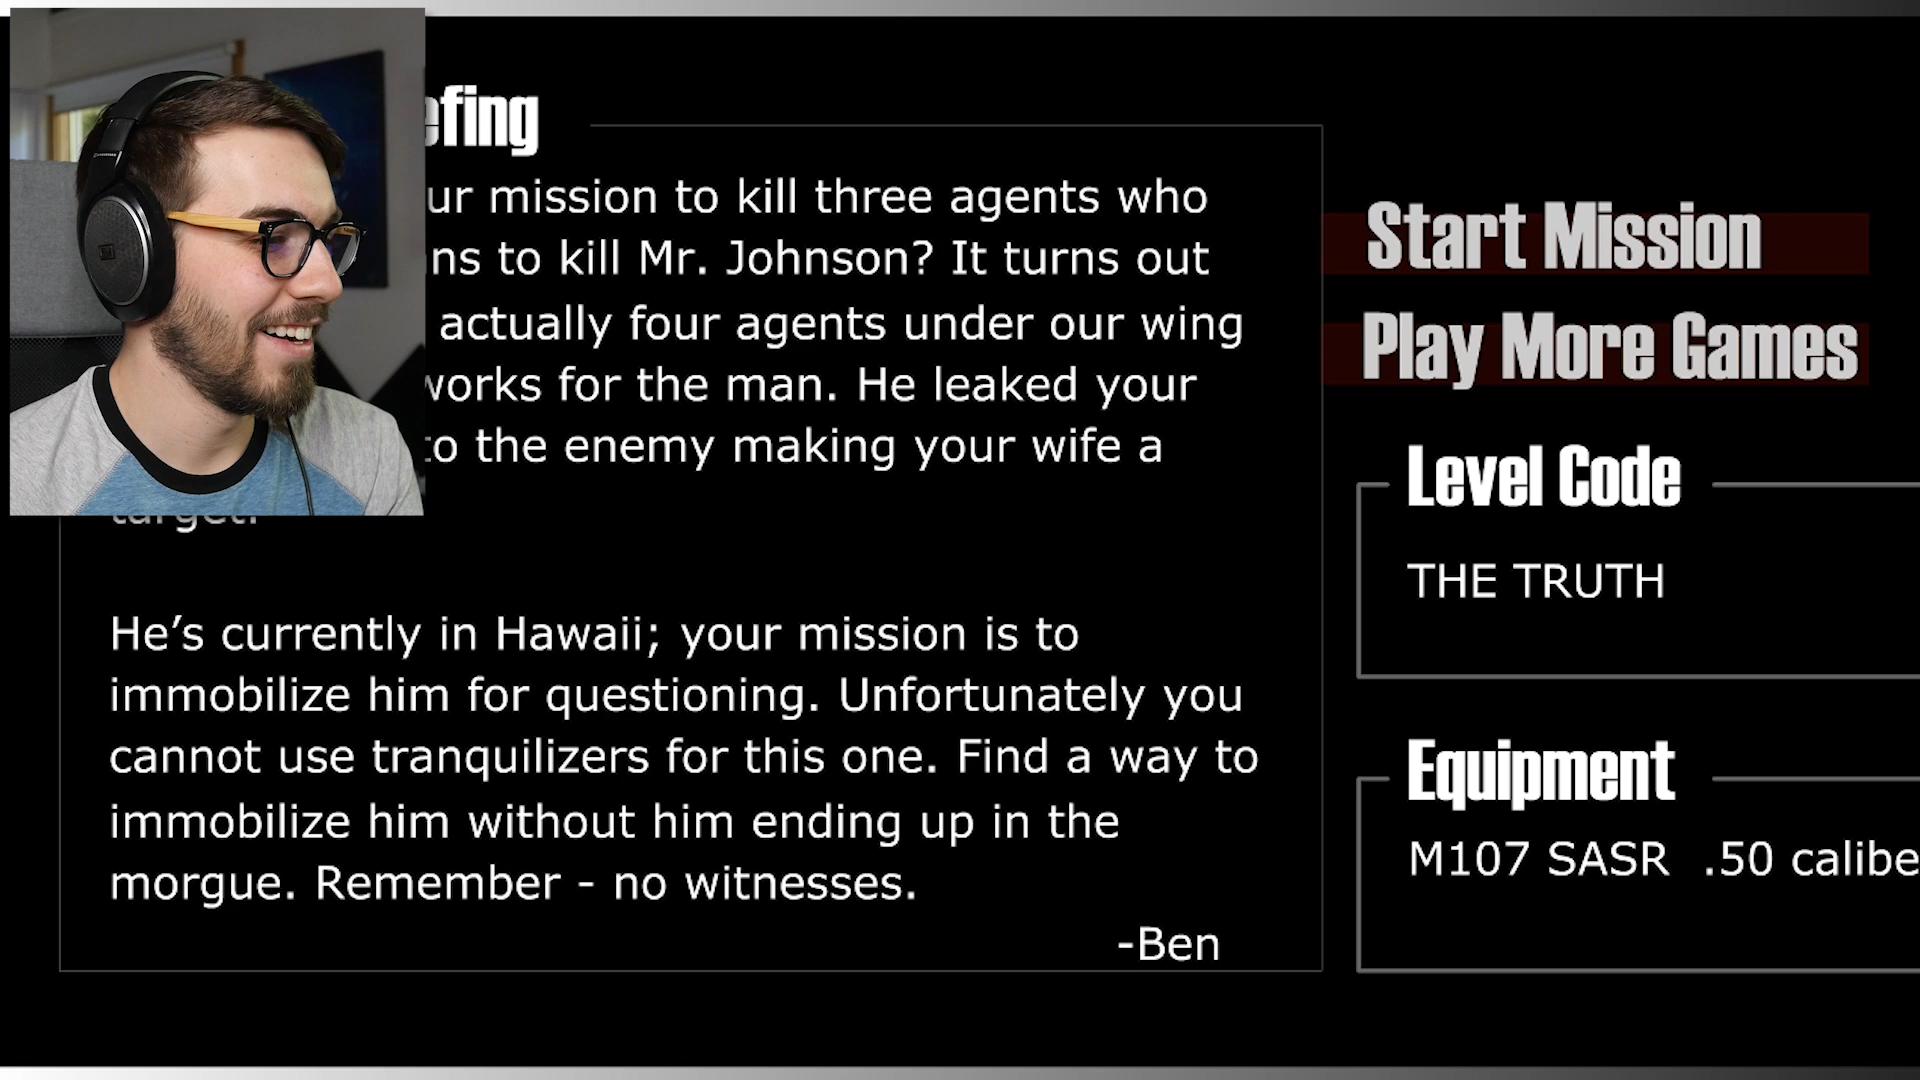 efing
ur mission to kill three agents who
ns to kill Mr. Johnson? It turns out
actually four agents under our wing
works for the man. He leaked your
to the enemy making your wife a
target.
He’s currently in Hawaii; your mission is to
immobilize him for questioning. Unfortunately you
cannot use tranquilizers for this one. Find a way to
immobilize him without him ending up in the
morgue. Remember - no witnesses.
-Ben
Start Mission
Play More Games
Level Code
THE TRUTH
Equipment
M107 SASR .50 calibe